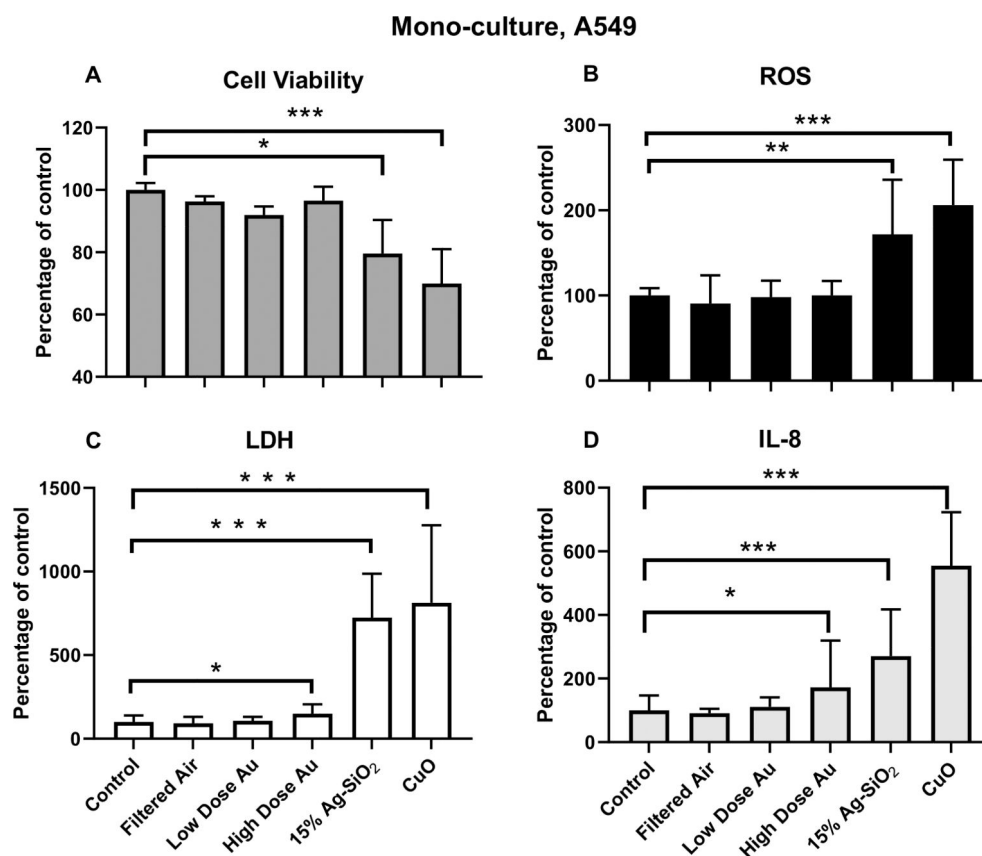 Mono-culture, A549
A
Cell Viability
Percentage of control
120
100
80
60
40
***
*
B
ROS
Percentage of control
300
200
100
0
***
**
C
LDH
Percentage of control
1500
1000
500
0
* * *
* * *
*
Control
Filtered Air
Low Dose Au
High Dose Au
15% Ag-SiO₂
CuO
D
IL-8
Percentage of control
800
600
400
200
0
***
***
*
Control
Filtered Air
Low Dose Au
High Dose Au
15% Ag-SiO₂
CuO